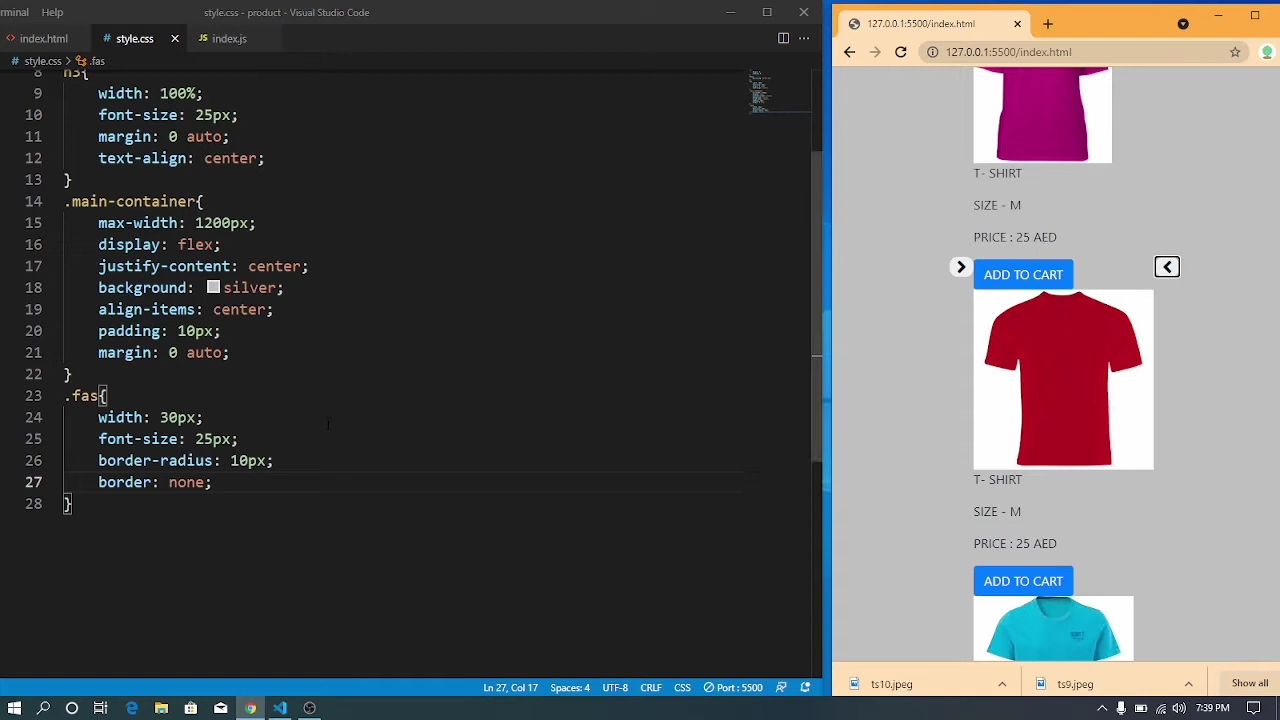 minal Help
style.css - product - Visual Studio Code
index.html
style.css
index.js
# style.css > .fas
8 h3{
9 width: 100%;
10 font-size: 25px;
11 margin: 0 auto;
12 text-align: center;
13 }
14 .main-container{
15 max-width: 1200px;
16 display: flex;
17 justify-content: center;
18 background: silver;
19 align-items: center;
20 padding: 10px;
21 margin: 0 auto;
22 }
23 .fas{
24 width: 30px;
25 font-size: 25px;
26 border-radius: 10px;
27 border: none;
28 }
Ln 27, Col 17 Spaces: 4 UTF-8 CRLF CSS Port : 5500
127.0.0.1:5500/index.html
127.0.0.1:5500/index.html
T- SHIRT
SIZE - M
PRICE : 25 AED
ADD TO CART
T- SHIRT
SIZE - M
PRICE : 25 AED
ADD TO CART
ts10.jpeg
ts9.jpeg
Show all
7:39 PM